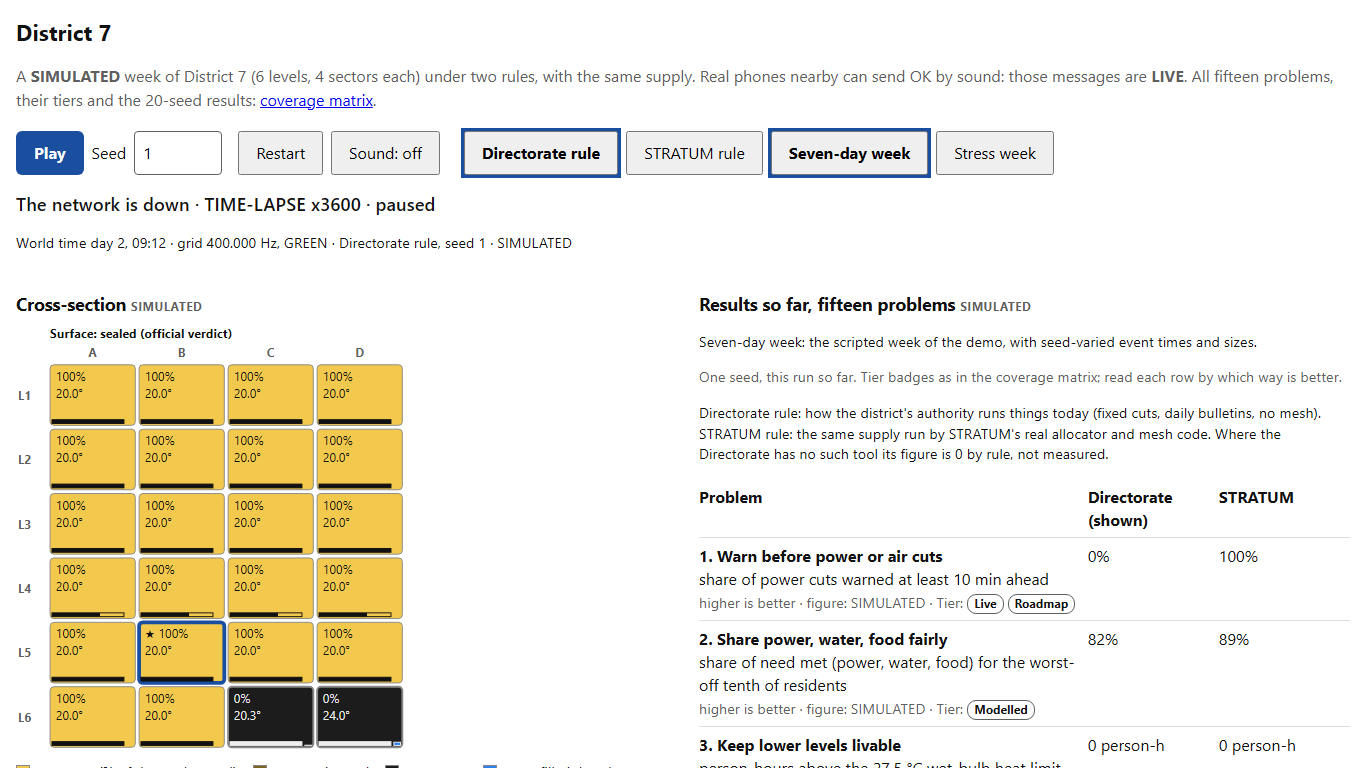 District 7
A SIMULATED week of District 7 (6 levels, 4 sectors each) under two rules, with the same supply. Real phones nearby can send OK by sound: those messages are LIVE. All fifteen problems,
their tiers and the 20-seed results: coverage matrix.
Play Seed 1 Restart Sound: off Directorate rule STRATUM rule Seven-day week Stress week
The network is down · TIME-LAPSE x3600 · paused
World time day 2, 09:12 · grid 400.000 Hz, GREEN · Directorate rule, seed 1 · SIMULATED
Cross-section SIMULATED
Surface: sealed (official verdict)
A B C D
L1
100% 100% 100% 100%
20.0° 20.0° 20.0° 20.0°
L2
100% 100% 100% 100%
20.0° 20.0° 20.0° 20.0°
L3
100% 100% 100% 100%
20.0° 20.0° 20.0° 20.0°
L4
100% 100% 100% 100%
20.0° 20.0° 20.0° 20.0°
L5
100% ★ 100% 100% 100%
20.0° 20.0° 20.0° 20.0°
L6
100% 100% 0% 0%
20.0° 20.0° 20.3° 24.0°
Results so far, fifteen problems SIMULATED
Seven-day week: the scripted week of the demo, with seed-varied event times and sizes.
One seed, this run so far. Tier badges as in the coverage matrix; read each row by which way is better.
Directorate rule: how the district's authority runs things today (fixed cuts, daily bulletins, no mesh).
STRATUM rule: the same supply run by STRATUM's real allocator and mesh code. Where the
Directorate has no such tool its figure is 0 by rule, not measured.
Problem Directorate STRATUM
(shown)
1. Warn before power or air cuts 0% 100%
share of power cuts warned at least 10 min ahead
higher is better · figure: SIMULATED · Tier: Live Roadmap
2. Share power, water, food fairly 82% 89%
share of need met (power, water, food) for the worst-
off tenth of residents
higher is better · figure: SIMULATED · Tier: Modelled
3. Keep lower levels livable 0 person-h 0 person-h